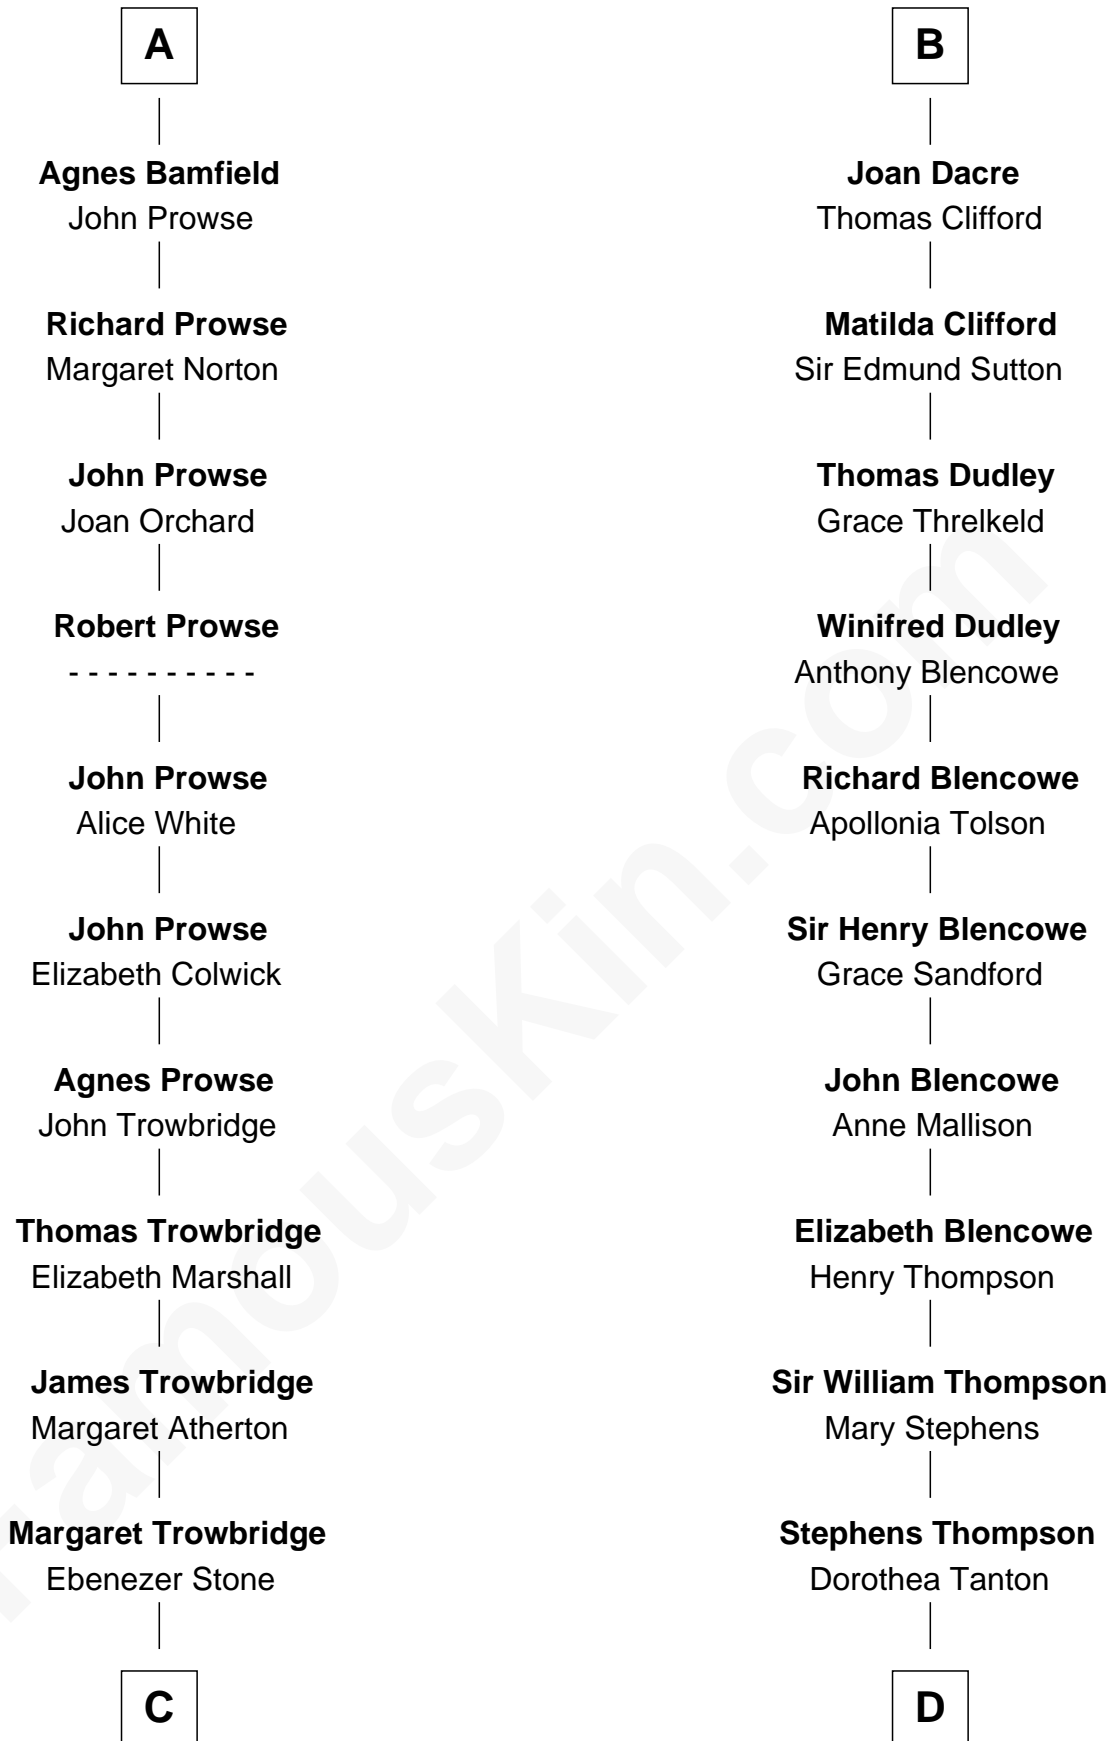 A
Agnes Bamfield
John Prowse
Richard Prowse
Margaret Norton
John Prowse
Joan Orchard
Robert Prowse
- - - - - - - - - -
John Prowse
Alice White
John Prowse
Elizabeth Colwick
Agnes Prowse
John Trowbridge
Thomas Trowbridge
Elizabeth Marshall
James Trowbridge
Margaret Atherton
Margaret Trowbridge
Ebenezer Stone
C
B
Joan Dacre
Thomas Clifford
Matilda Clifford
Sir Edmund Sutton
Thomas Dudley
Grace Threlkeld
Winifred Dudley
Anthony Blencowe
Richard Blencowe
Apollonia Tolson
Sir Henry Blencowe
Grace Sandford
John Blencowe
Anne Mallison
Elizabeth Blencowe
Henry Thompson
Sir William Thompson
Mary Stephens
Stephens Thompson
Dorothea Tanton
D
FamousKin.com